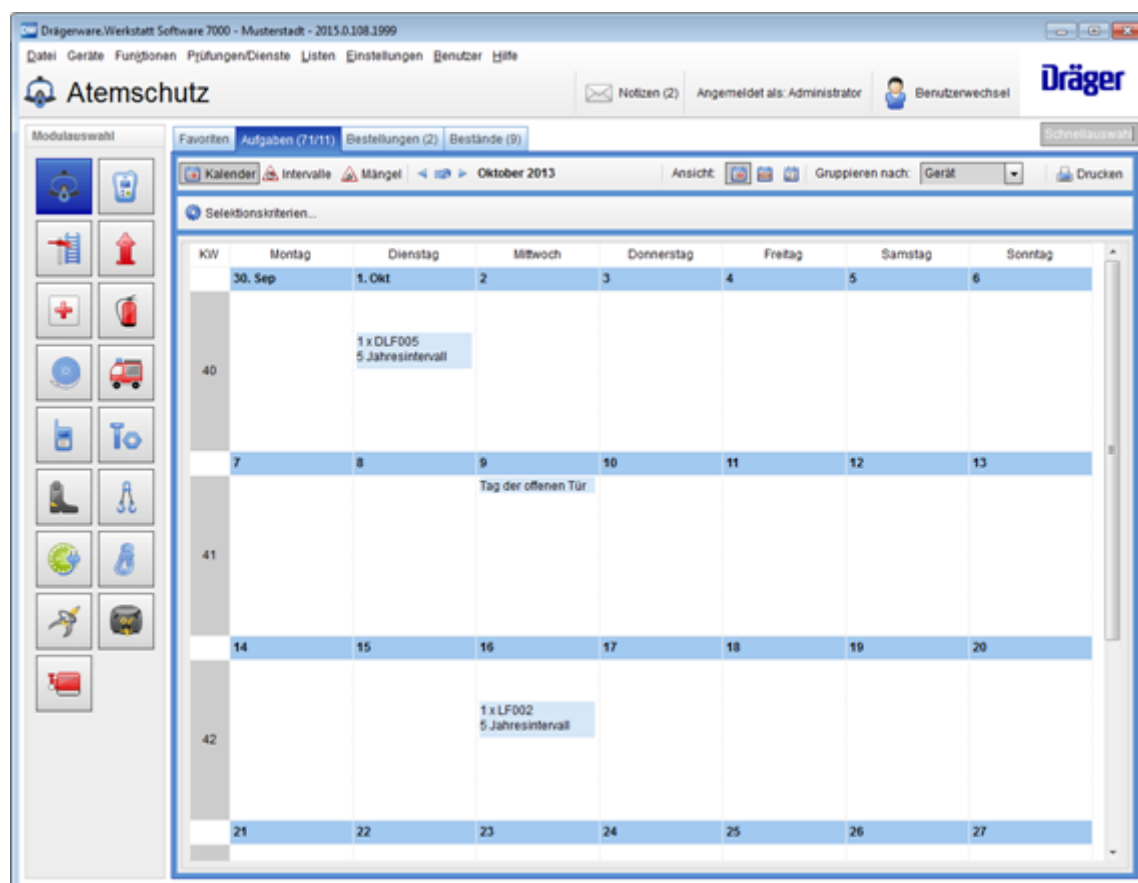 Drägerware.Werkstatt Software 7000 - Musterstadt - 2015.0.108.1999
Datei Geräte Funktionen Prüfungen/Dienste Listen Einstellungen Benutzer Hilfe
Atemschutz
Notizen (2) Angemeldet als: Administrator Benutzerwechsel
Dräger
Modulauswahl
Favoriten Aufgaben (71/11) Bestellungen (2) Bestände (9)
Schnellauswahl
Kalender Intervalle Mängel Oktober 2013 Ansicht: Gruppieren nach: Gerät Drucken
Selektionskriterien...
KW Montag Dienstag Mittwoch Donnerstag Freitag Samstag Sonntag
30. Sep 1. Okt 2 3 4 5 6
1 x DLF005
5 Jahresintervall
40
7 8 9 10 11 12 13
Tag der offenen Tür
41
14 15 16 17 18 19 20
1 x LF002
5 Jahresintervall
42
21 22 23 24 25 26 27